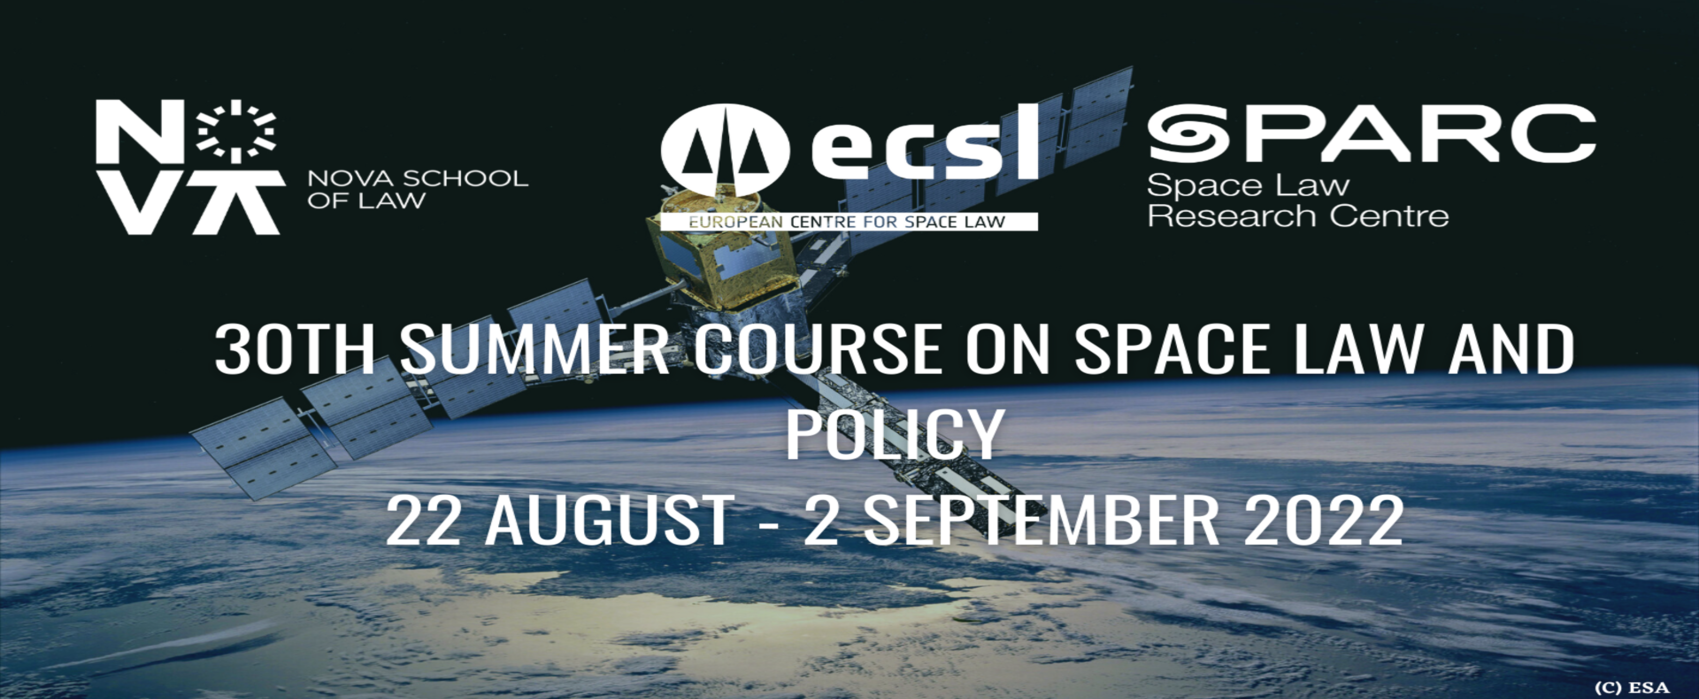 NOVA
NOVA SCHOOL
OF LAW
ecsl
EUROPEAN CENTRE FOR SPACE LAW
SPARC
Space Law
Research Centre
30TH SUMMER COURSE ON SPACE LAW AND
POLICY
22 AUGUST - 2 SEPTEMBER 2022
(C) ESA